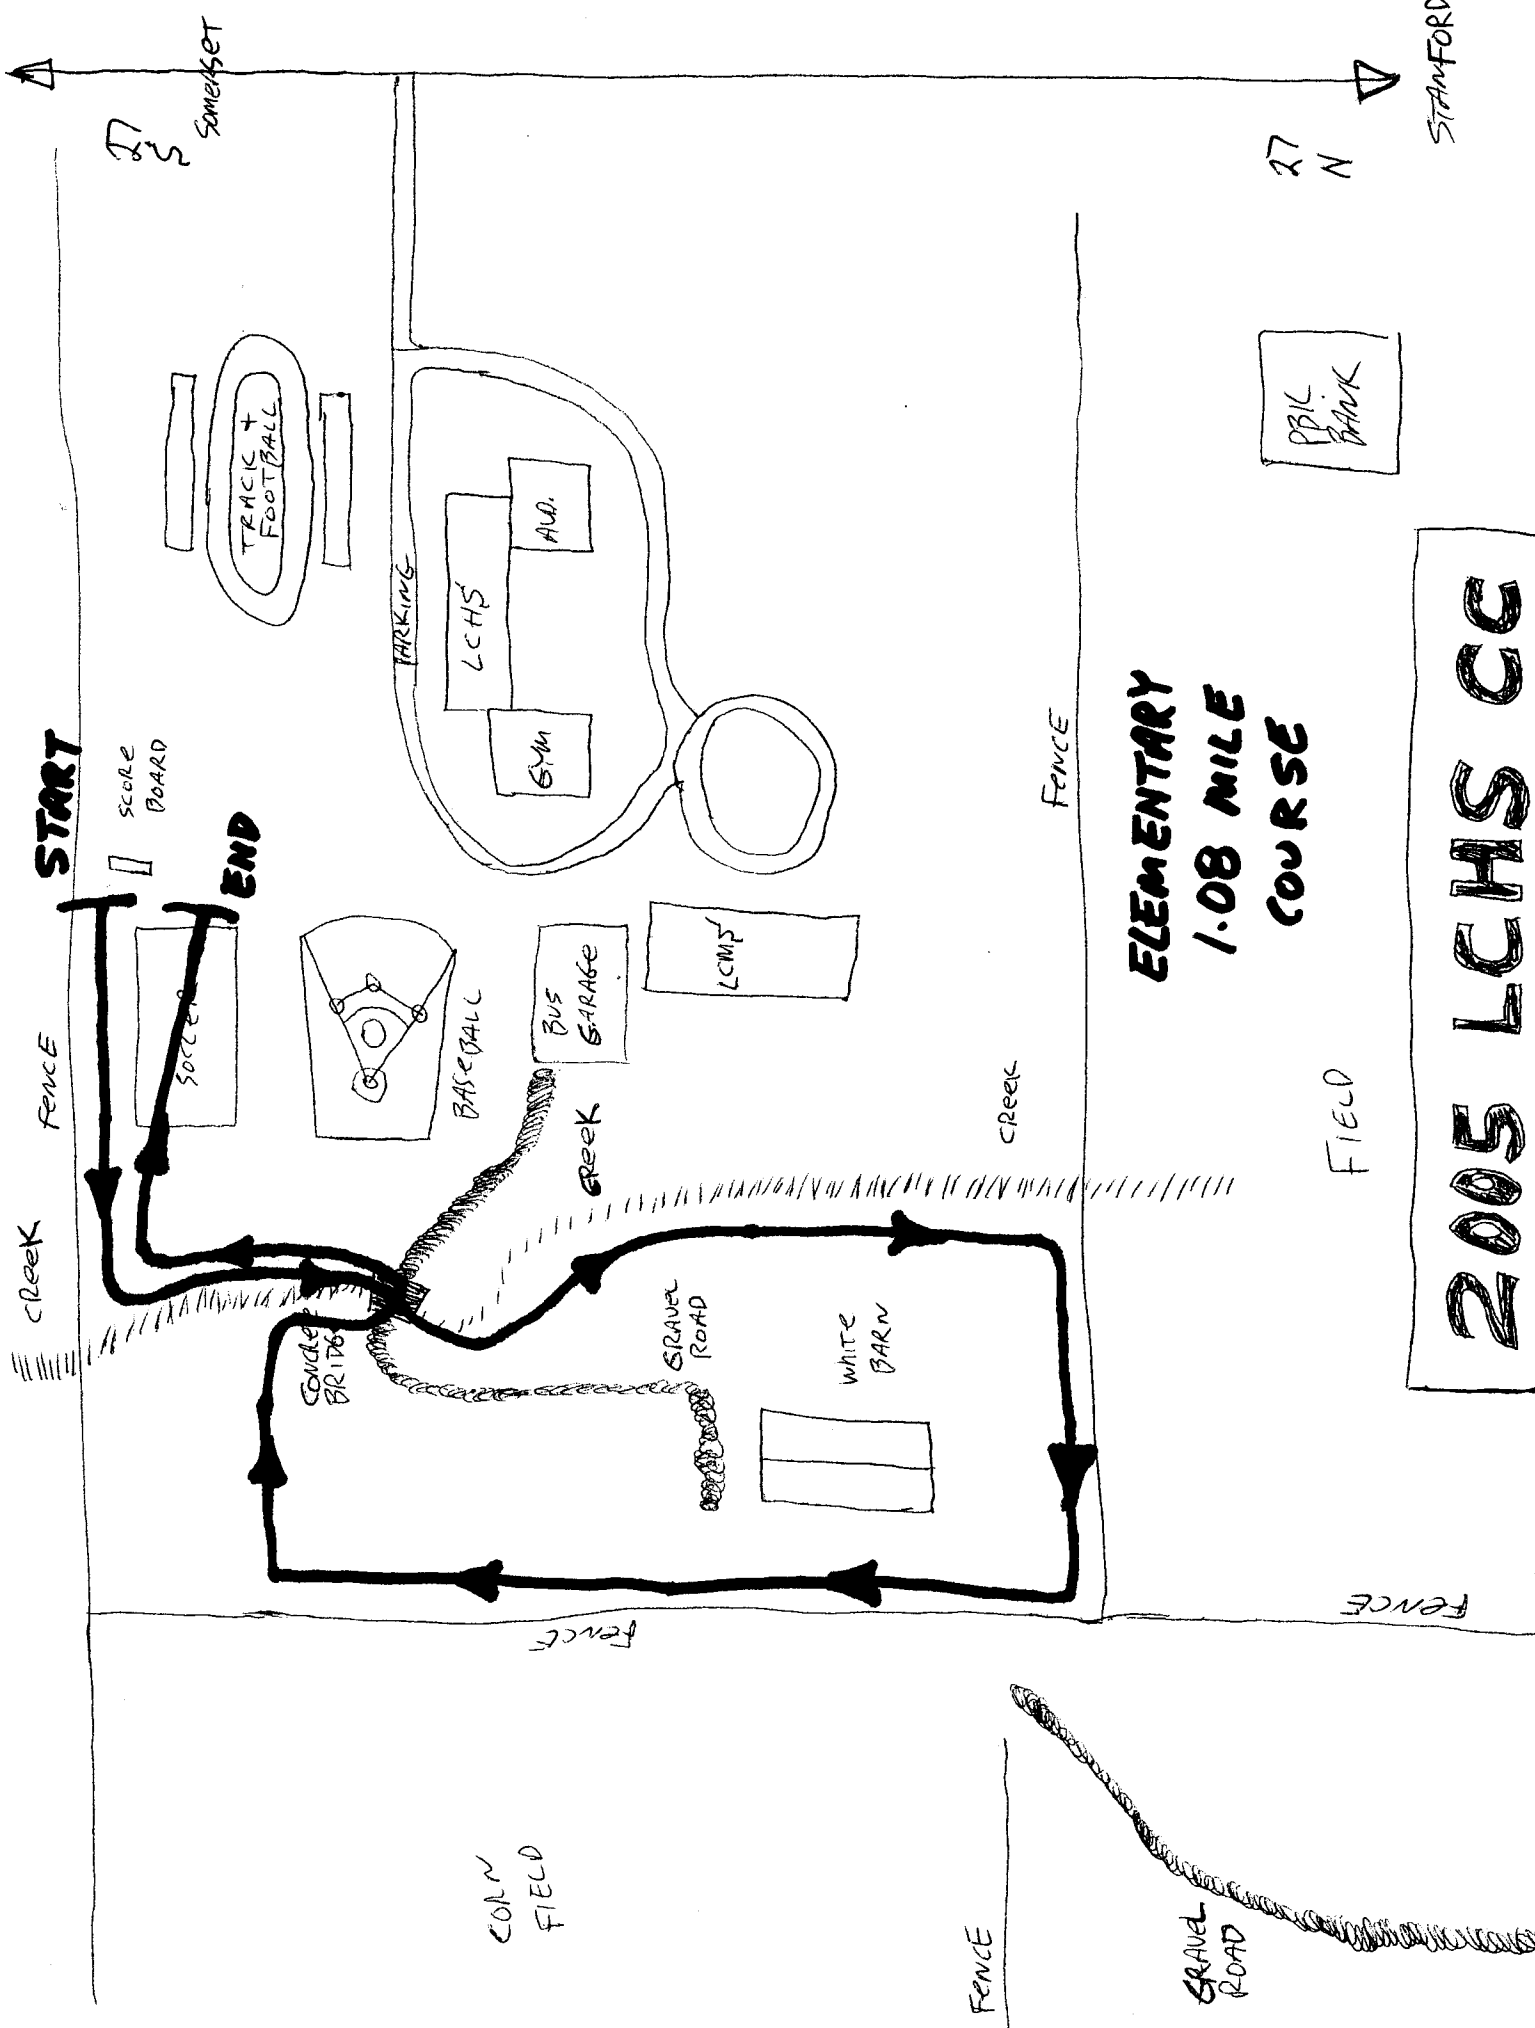 CREEK
FENCE
START
SOMERSET
27
S
SCORE
BOARD
END
SOCCER
TRACK +
FOOTBALL
CONCRETE
BRIDGE
BASEBALL
PARKING
CORN
FIELD
FENCE
CREEK
BUS
GARAGE
GYM
LCHS
AUD.
GRAVEL
ROAD
LCMS
WHITE
BARN
FENCE
CREEK
FENCE
ELEMENTARY
1.08 MILE
COURSE
GRAVEL
ROAD
27
N
PBK
BANK
FENCE
FIELD
STANFORD
2005 LCHS CC